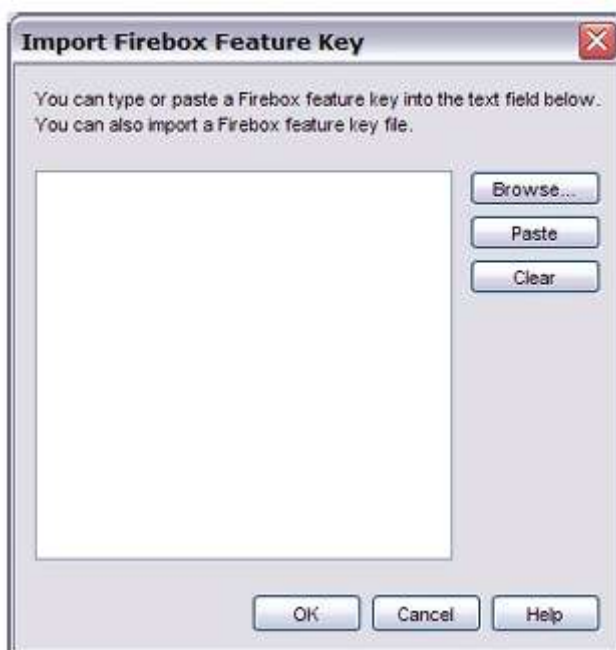 Import Firebox Feature Key
You can type or paste a Firebox feature key into the text field below.
You can also import a Firebox feature key file.
Browse...
Paste
Clear
OK
Cancel
Help